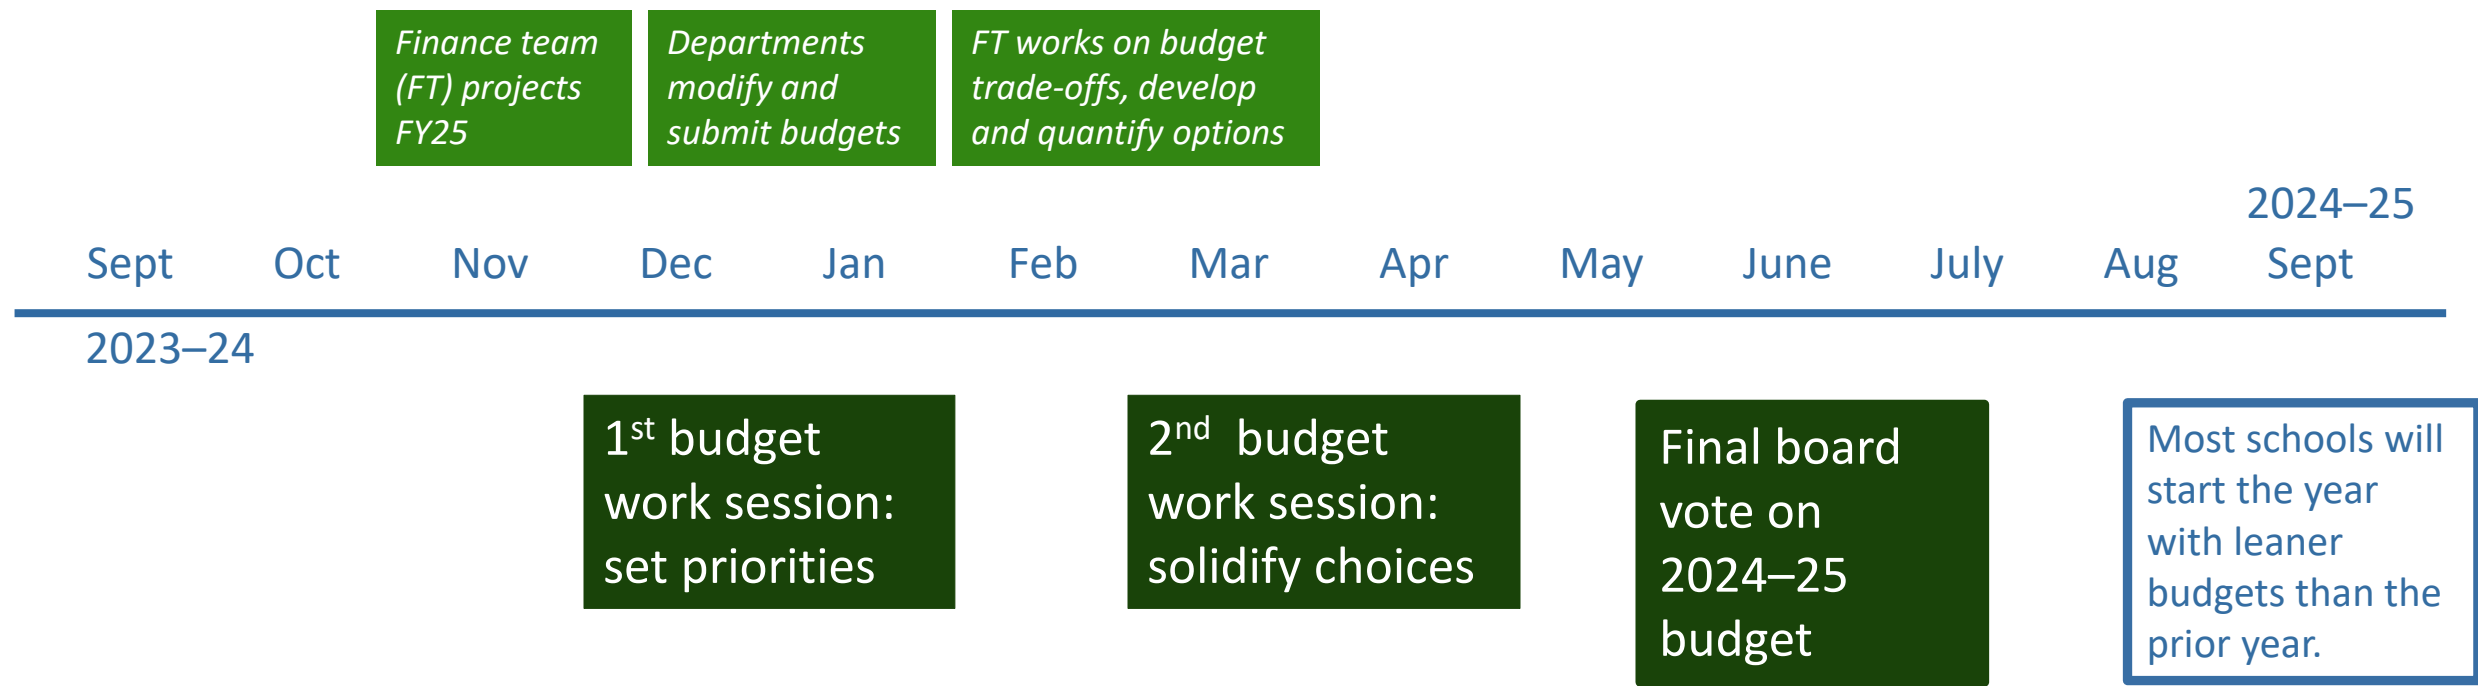 Finance team
(FT) projects
FY25
Departments
modify and
submit budgets
FT works on budget
trade-offs, develop
and quantify options
2024–25
Sept Oct Nov Dec Jan Feb Mar Apr May June July Aug Sept
2023–24
1st budget
work session:
set priorities
2nd budget
work session:
solidify choices
Final board
vote on
2024–25
budget
Most schools will
start the year
with leaner
budgets than the
prior year.